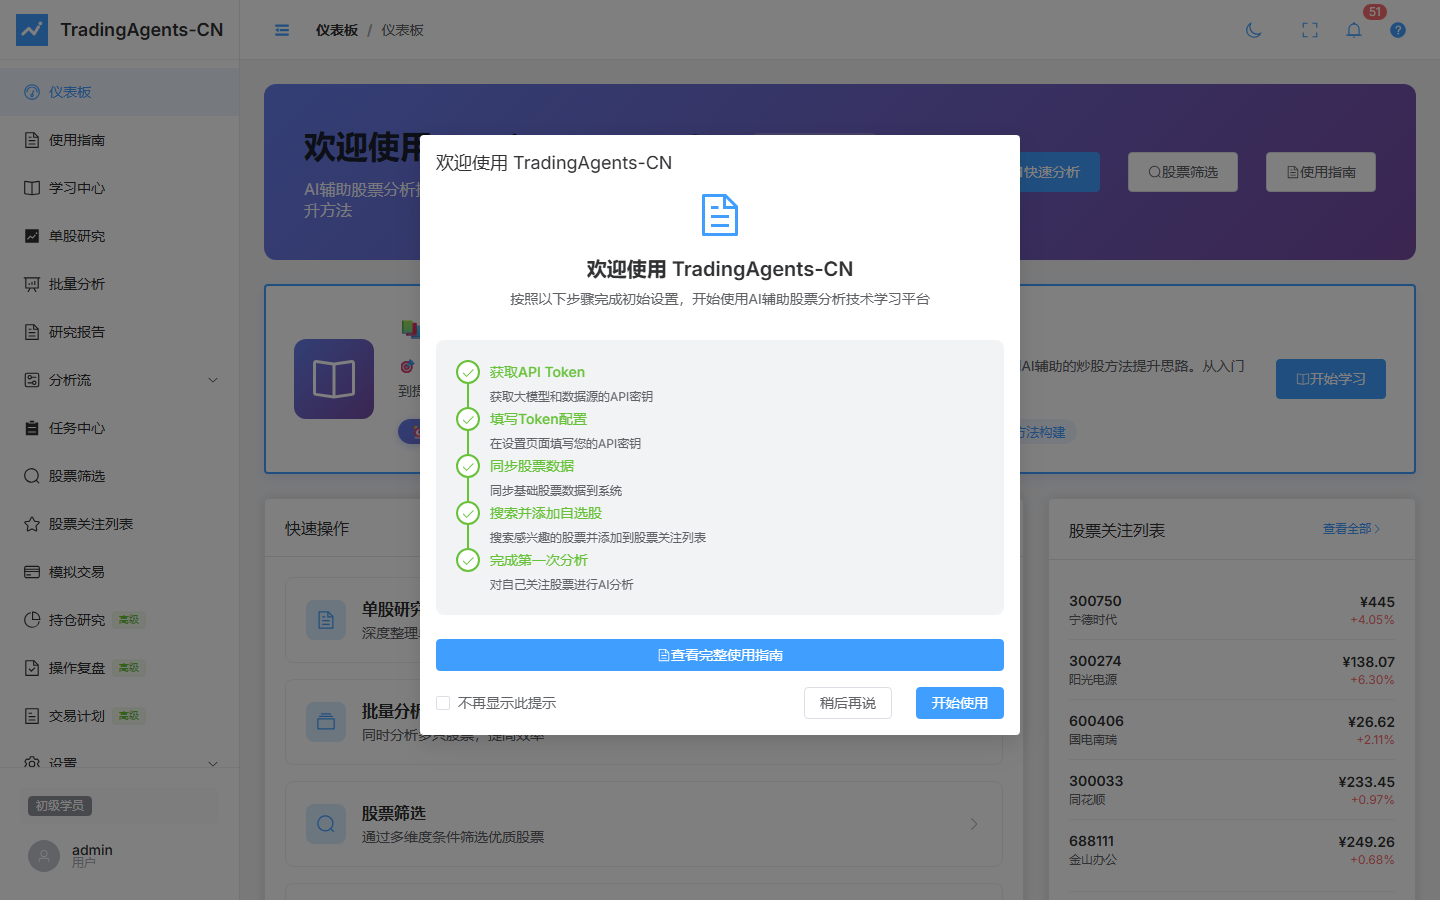 TradingAgents-CN
仪表板 / 仪表板
51
仪表板
使用指南
学习中心
单股研究
批量分析
研究报告
分析流
任务中心
股票筛选
股票关注列表
模拟交易
持仓研究 高级
操作复盘 高级
交易计划 高级
设置
初级学员
admin
用户
欢迎使用
AI辅助股票分析
升方法
快速分析
股票筛选
使用指南
AI辅助的炒股方法提升思路。从入门
开始学习
方法构建
欢迎使用 TradingAgents-CN
欢迎使用 TradingAgents-CN
按照以下步骤完成初始设置，开始使用AI辅助股票分析技术学习平台
获取API Token
获取大模型和数据源的API密钥
填写Token配置
在设置页面填写您的API密钥
同步股票数据
同步基础股票数据到系统
搜索并添加自选股
搜索感兴趣的股票并添加到股票关注列表
完成第一次分析
对自己关注股票进行AI分析
查看完整使用指南
不再显示此提示
稍后再说
开始使用
快速操作
单股研究
深度整理
批量分析
同时分析多只股票，提高效率
股票筛选
通过多维度条件筛选优质股票
股票关注列表
查看全部
300750 ¥445
宁德时代 +4.05%
300274 ¥138.07
阳光电源 +6.30%
600406 ¥26.62
国电南瑞 +2.11%
300033 ¥233.45
同花顺 +0.97%
688111 ¥249.26
金山办公 +0.68%